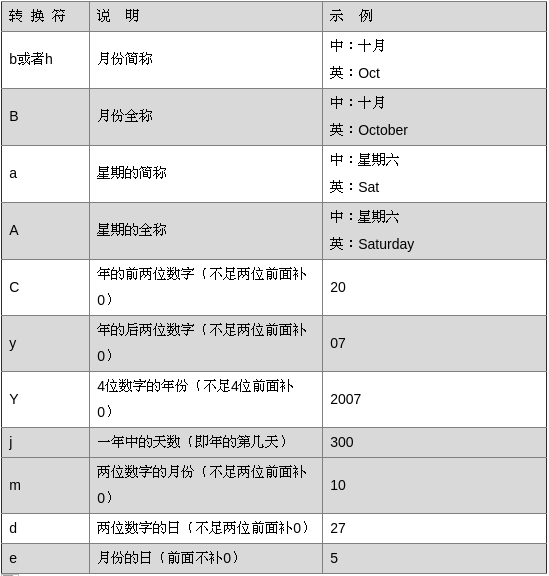 转 换 符 说 明 示 例
b或者h 月份简称 中：十月
英：Oct
B 月份全称 中：十月
英：October
a 星期的简称 中：星期六
英：Sat
A 星期的全称 中：星期六
英：Saturday
C 年的前两位数字（不足两位前面补
0） 20
y 年的后两位数字（不足两位前面补
0） 07
Y 4位数字的年份（不足4位前面补
0） 2007
j 一年中的天数（即年的第几天） 300
m 两位数字的月份（不足两位前面补
0） 10
d 两位数字的日（不足两位前面补0） 27
e 月份的日（前面不补0） 5